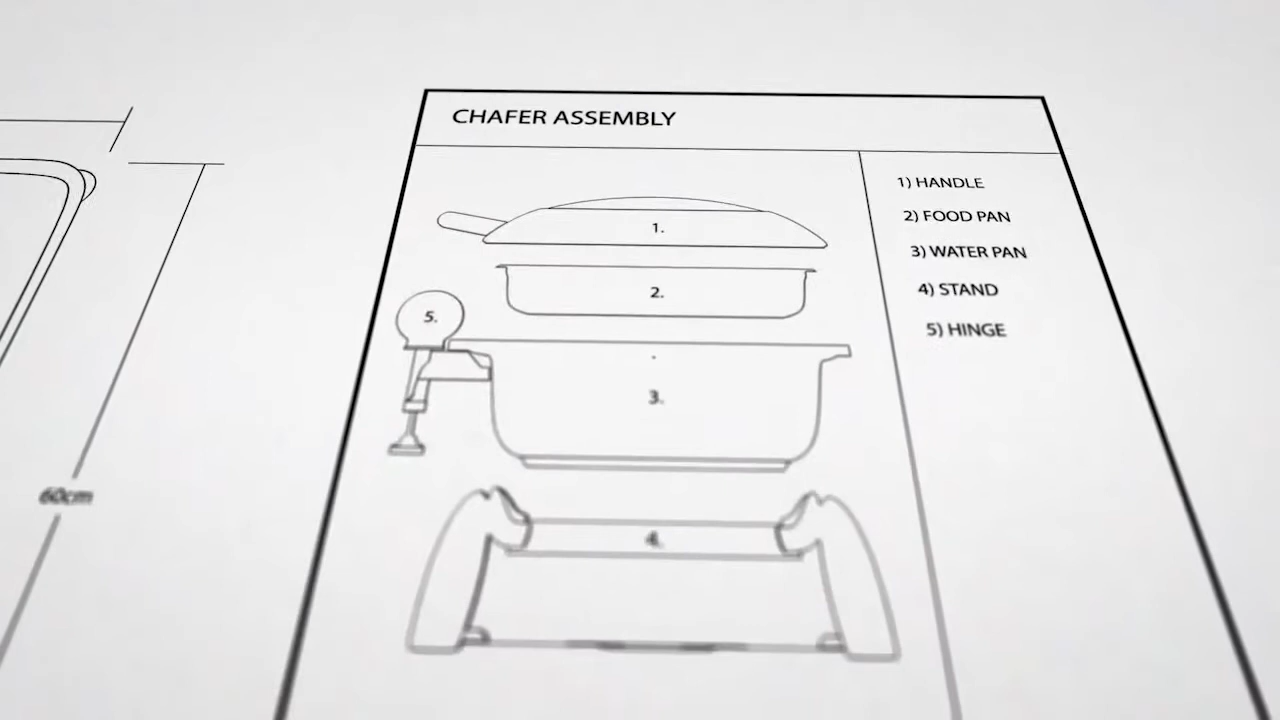 CHAFER ASSEMBLY
1) HANDLE
2) FOOD PAN
3) WATER PAN
4) STAND
5) HINGE
1.
2.
5.
3.
4.
60cm